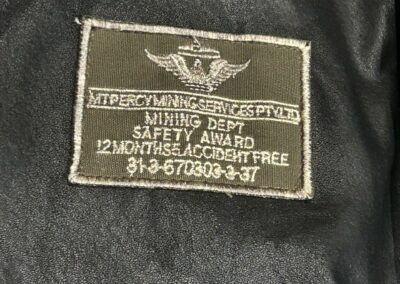 MT PERCY MINING SERVICES PTY LTD
MINING DEPT
SAFETY AWARD
12 MONTHS ACCIDENT FREE
31-3-670303-3-37